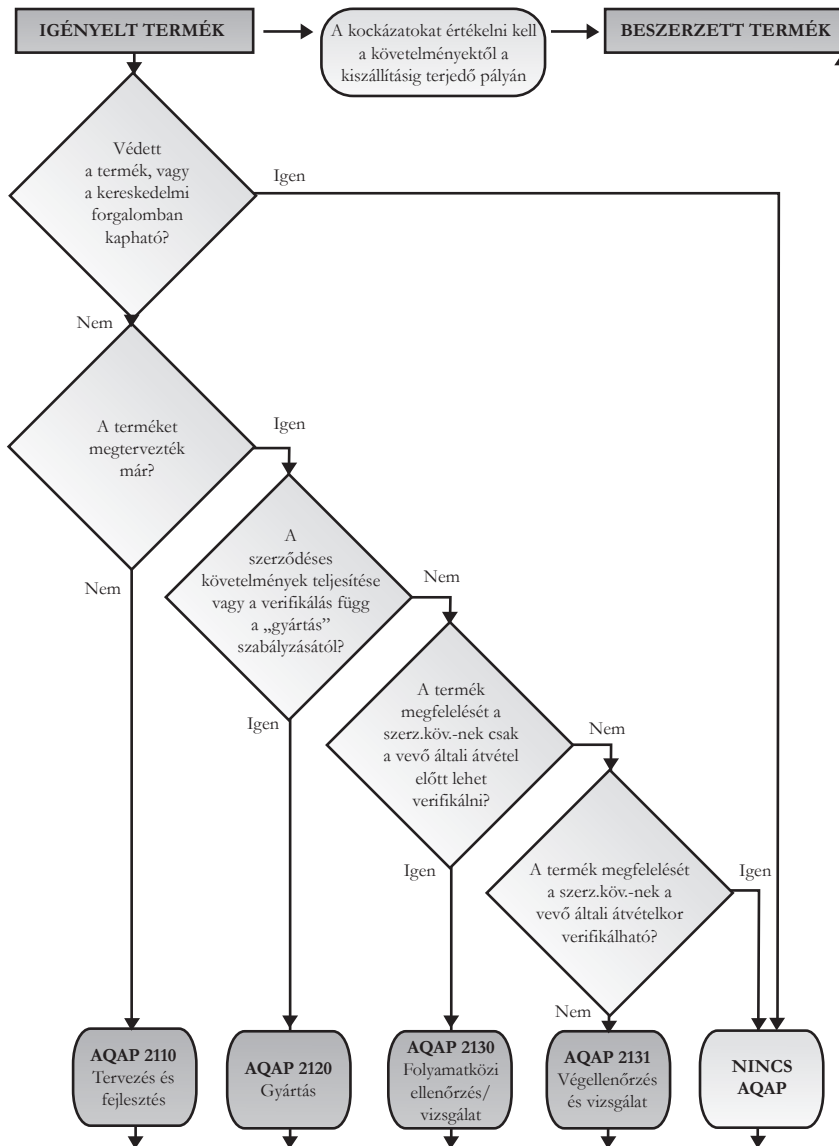 IGÉNYELT TERMÉK
A kockázatokat értékelni kell
a követelményektől a
kiszállításig terjedő pályán
BESZERZETT TERMÉK
Védett
a termék, vagy
a kereskedelmi
forgalomban
kapható?
Igen
Nem
A terméket
megtervezték
már?
Igen
Nem
A
szerződéses
követelmények teljesítése
vagy a verifikálás függ
a „gyártás”
szabályzásától?
Nem
Igen
A termék
megfelelését a
szerz.köv.-nek csak
a vevő általi átvétel
előtt lehet
verifikálni?
Nem
Igen
A termék megfelelését
a szerz.köv.-nek a
vevő általi átvételkor
verifikálható?
Igen
Nem
AQAP 2110
Tervezés és
fejlesztés
AQAP 2120
Gyártás
AQAP 2130
Folyamatközi
ellenőrzés/
vizsgálat
AQAP 2131
Végellenőrzés
és vizsgálat
NINCS
AQAP